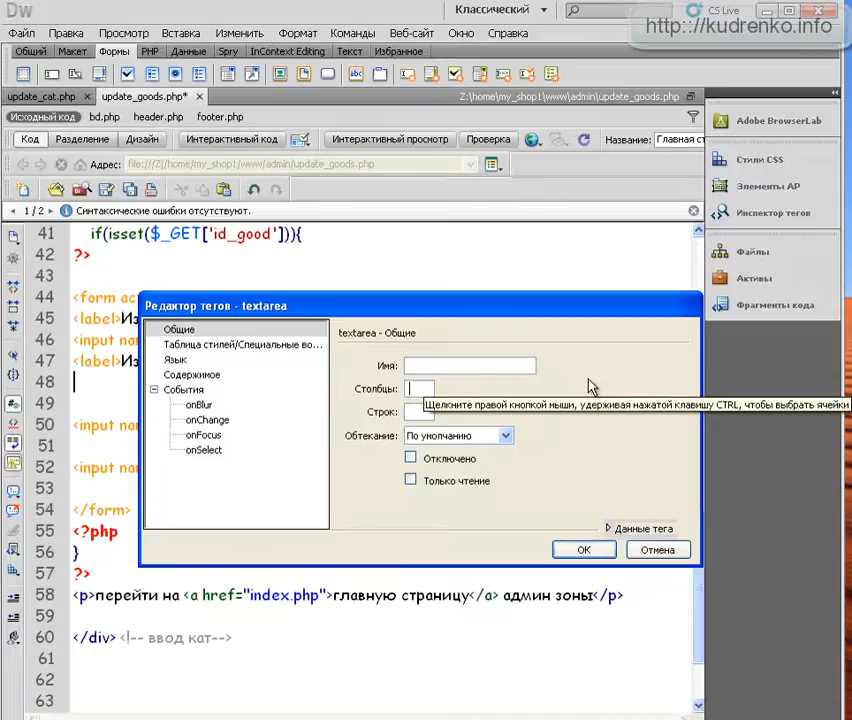 Dw
Классический
CS Live
http://kudrenko.info
Файл Правка Просмотр Вставка Изменить Формат Команды Веб-сайт Окно Справка
Общий Макет Формы PHP Данные Spry InContext Editing Текст Избранное
update_cat.php update_goods.php* Z:\home\my_shop1\www\admin\update_goods.php
Исходный код bd.php header.php footer.php
Код Разделение Дизайн Интерактивный код Интерактивный просмотр Проверка Название: Главная ст
Адрес: file:///Z|/home/my_shop1/www/admin/update_goods.php
1 / 2 Синтаксические ошибки отсутствуют.
41 if(isset($_GET['id_good'])){
42 ?>
43
44 <form ac
45 <label>Из
46 <input na
47 <label>Из
48
49
50 <input na
51
52 <input na
53
54 </form>
55 <?php
56 }
57 ?>
58 <p>перейти на <a href="index.php">главную страницу</a> админ зоны</p>
59
60 </div> <!-- ввод кат-->
61
62
63
Редактор тегов - textarea
Общие
Таблица стилей/Специальные во...
Язык
Содержимое
События
onBlur
onChange
onFocus
onSelect
textarea - Общие
Имя:
Столбцы:
Щелкните правой кнопкой мыши, удерживая нажатой клавишу CTRL, чтобы выбрать ячейки
Строк:
Обтекание: По умолчанию
Отключено
Только чтение
Данные тега
ОК Отмена
Adobe BrowserLab
Стили CSS
Элементы AP
Инспектор тегов
Файлы
Активы
Фрагменты кода